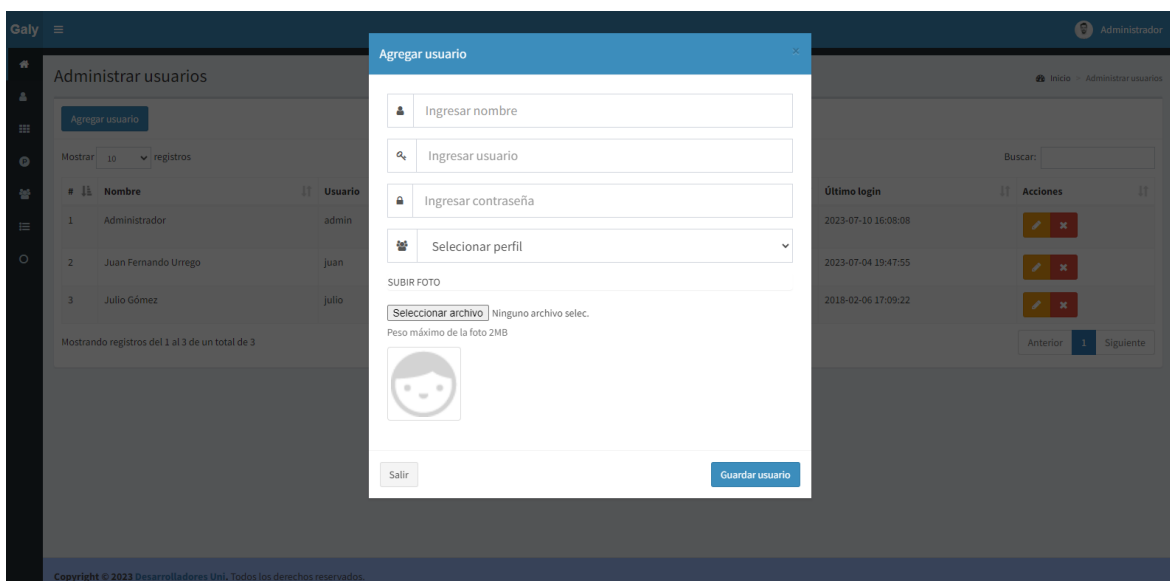 Galy
Administrador
Agregar usuario
×
Administrar usuarios
Inicio > Administrar usuarios
Agregar usuario
Ingresar nombre
Mostrar 10 registros
Buscar:
Ingresar usuario
# Nombre Usuario Último login Acciones
Ingresar contraseña
1 Administrador admin 2023-07-10 16:08:08
Selecionar perfil
2 Juan Fernando Urrego juan 2023-07-04 19:47:55
SUBIR FOTO
3 Julio Gómez julio 2018-02-06 17:09:22
Seleccionar archivo Ninguno archivo selec.
Peso máximo de la foto 2MB
Mostrando registros del 1 al 3 de un total de 3
Anterior 1 Siguiente
Salir
Guardar usuario
Copyright © 2023 Desarrolladores Uni. Todos los derechos reservados.